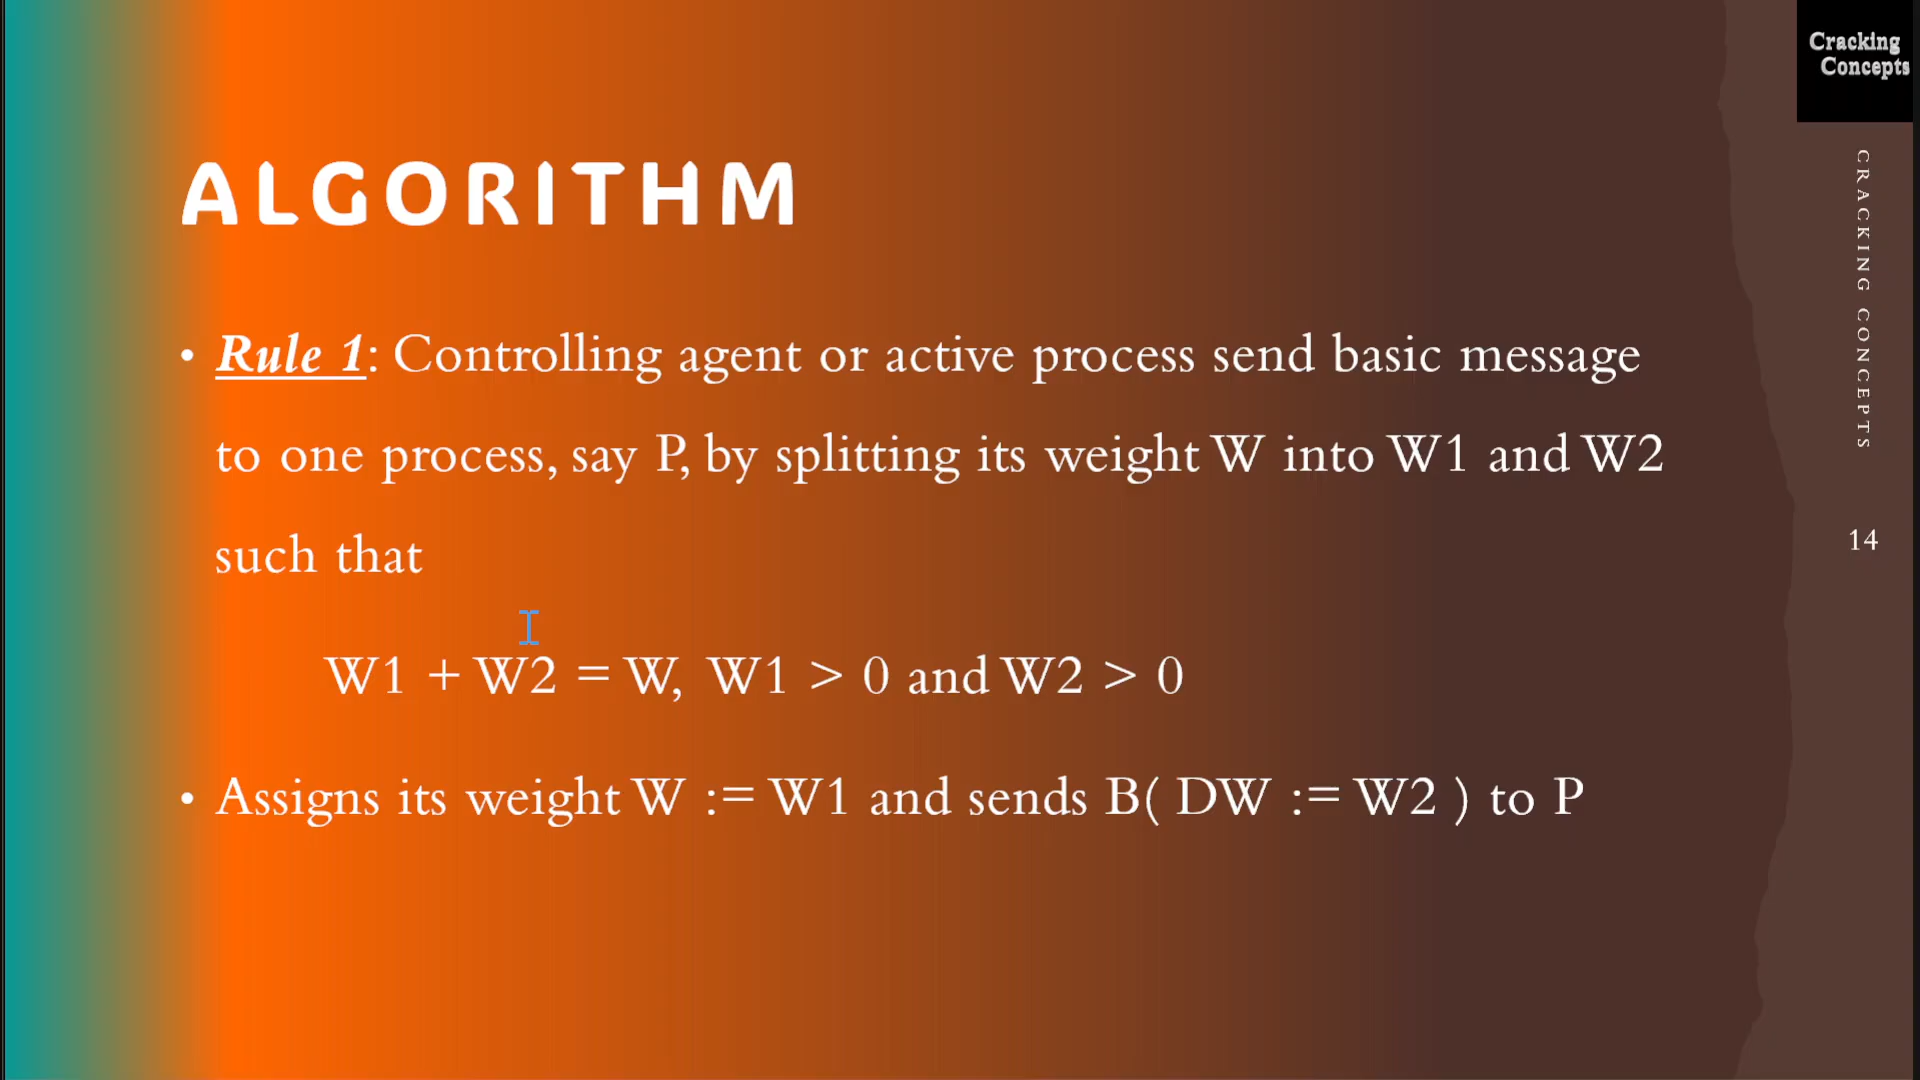 Cracking
Concepts
ALGORITHM
• Rule 1: Controlling agent or active process send basic message
to one process, say P, by splitting its weight W into W1 and W2
such that
W1 + W2 = W, W1 > 0 and W2 > 0
• Assigns its weight W := W1 and sends B( DW := W2 ) to P
CRACKING CONCEPTS
14